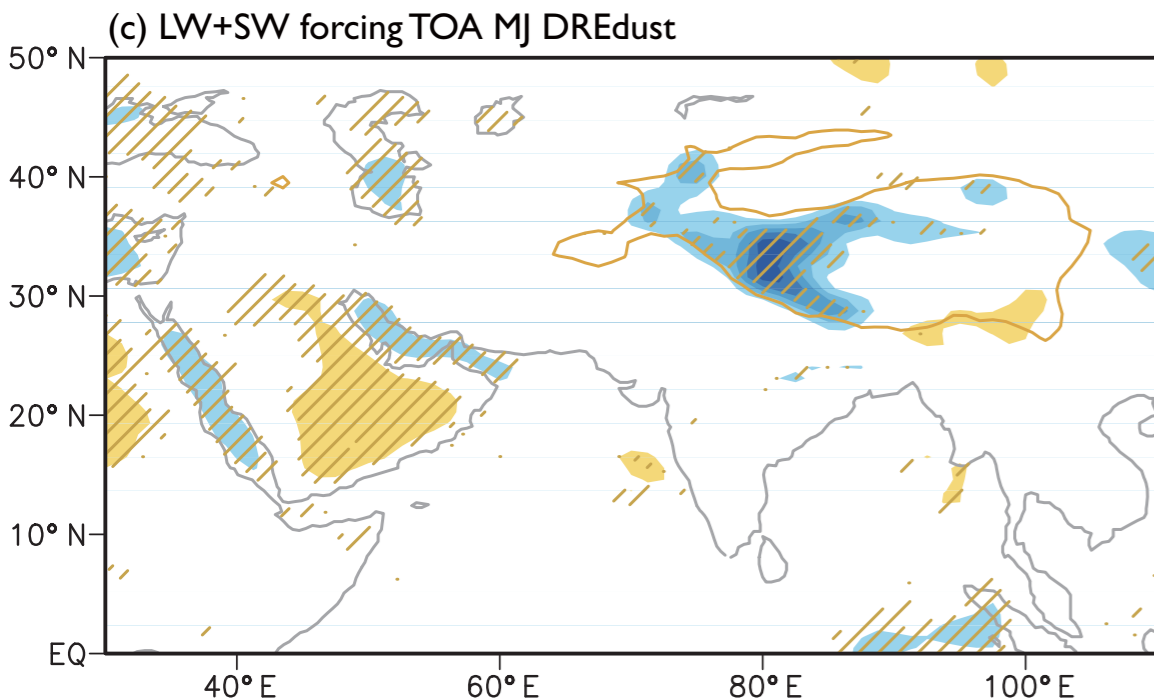 (c) LW+SW forcing TOA MJ DREdust
50° N
40° N
30° N
20° N
10° N
EQ
40° E
60° E
80° E
100° E